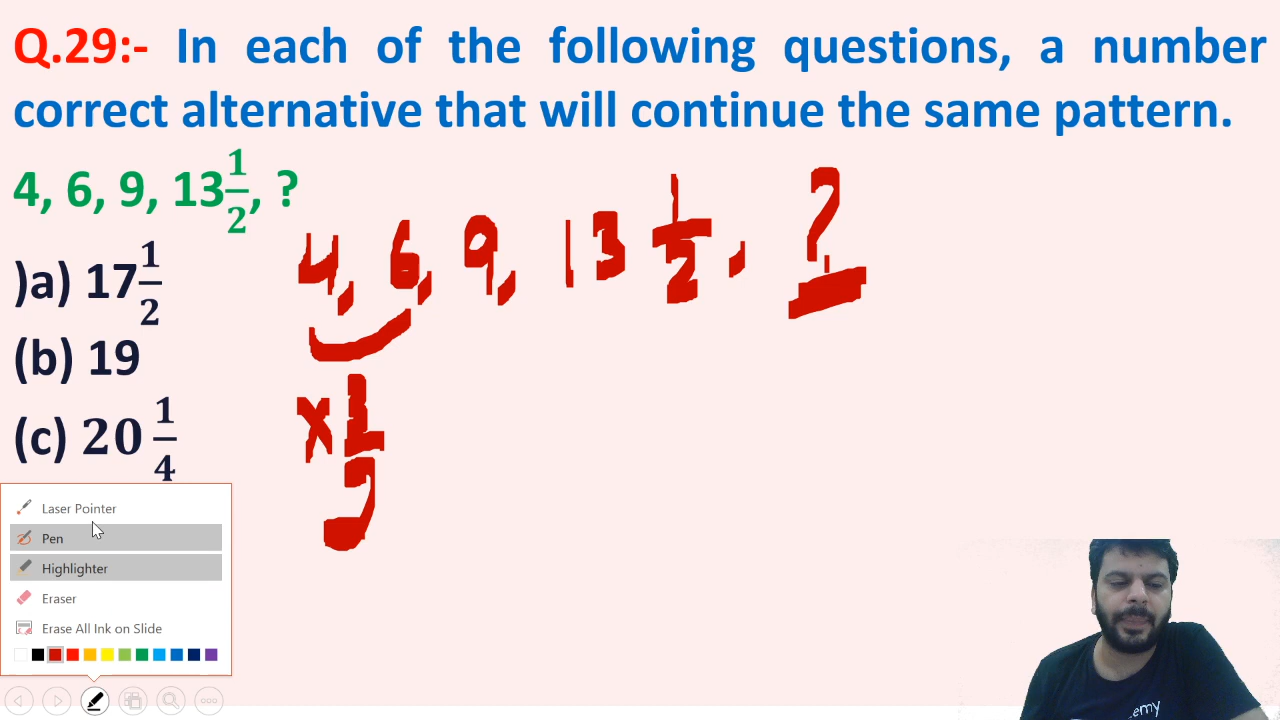 Q.29:- In each of the following questions, a number
correct alternative that will continue the same pattern.
4, 6, 9, 13 1/2, ?
4, 6, 9, 13 1/2, ?
)a) 17 1/2
(b) 19
(c) 20 1/4
Laser Pointer
Pen
Highlighter
Eraser
Erase All Ink on Slide
emy